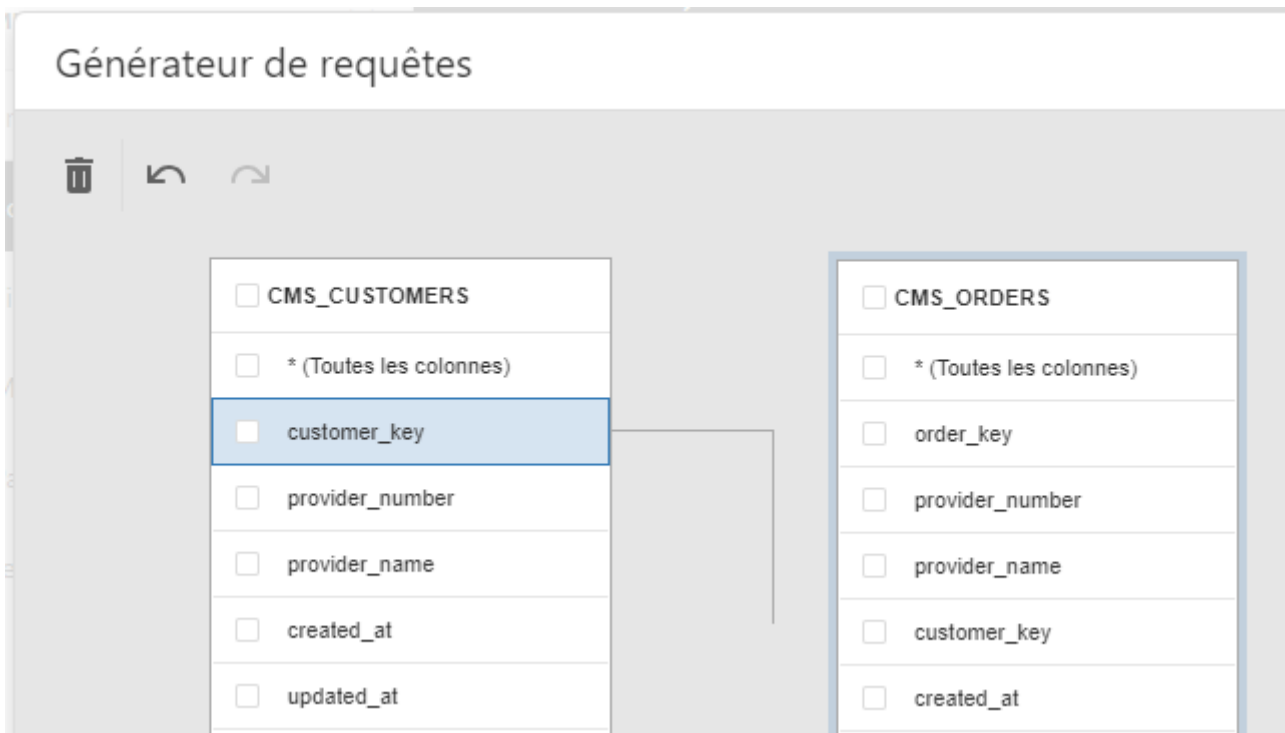 Générateur de requêtes
CMS_CUSTOMERS
* (Toutes les colonnes)
customer_key
provider_number
provider_name
created_at
updated_at
CMS_ORDERS
* (Toutes les colonnes)
order_key
provider_number
provider_name
customer_key
created_at